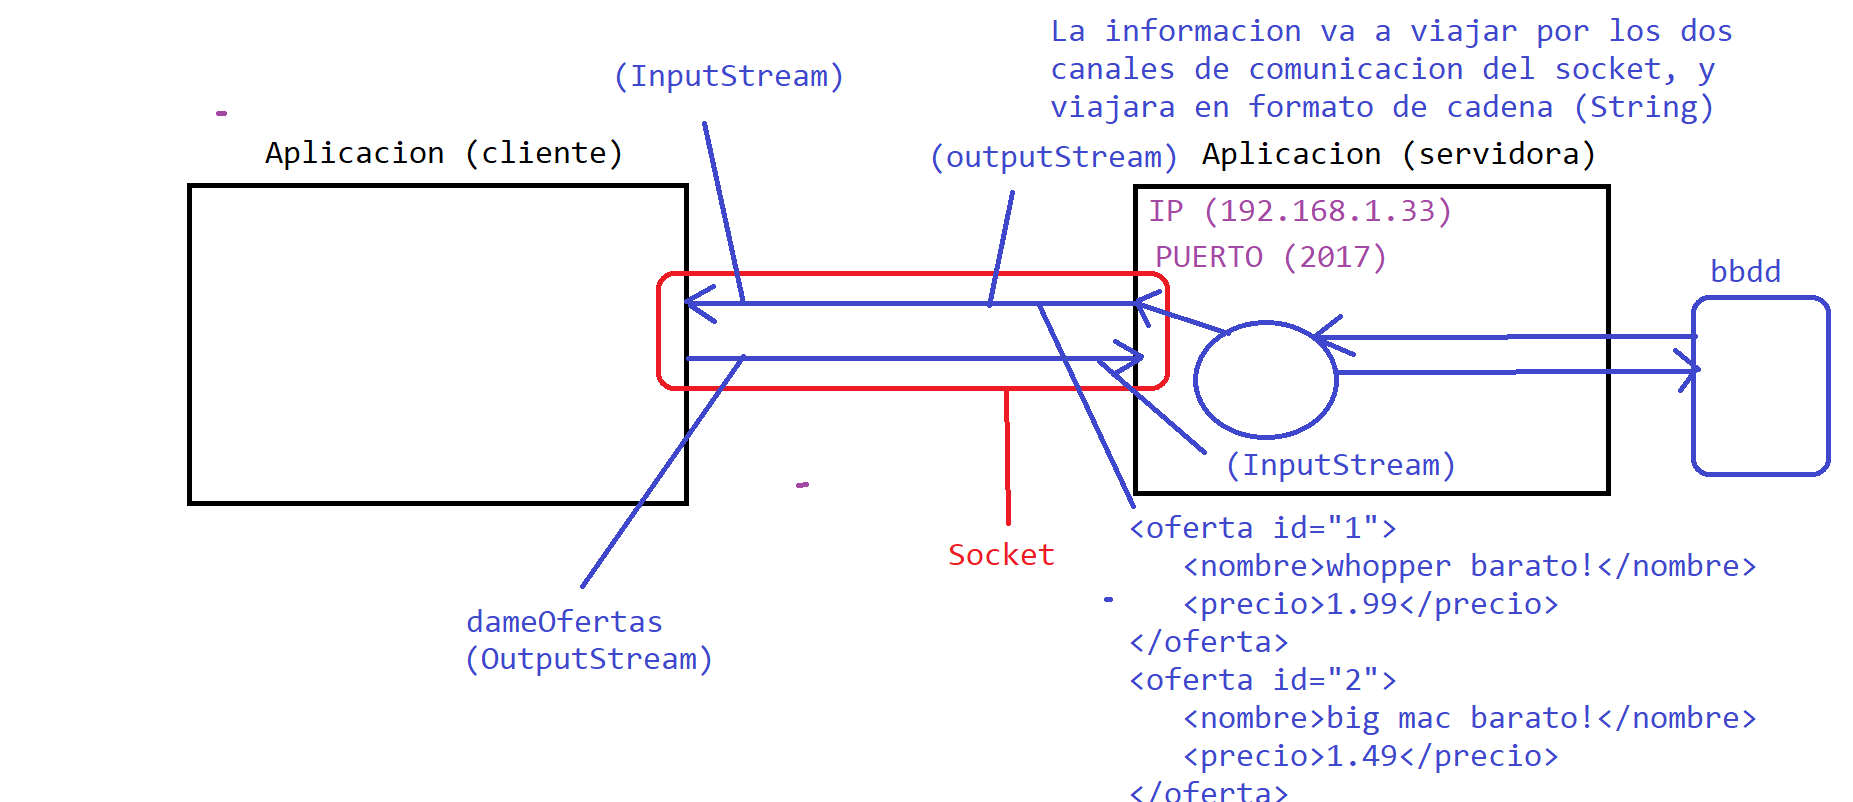 La informacion va a viajar por los dos
canales de comunicacion del socket, y
viajara en formato de cadena (String)
(InputStream)
Aplicacion (cliente)
(outputStream)
Aplicacion (servidora)
IP (192.168.1.33)
PUERTO (2017)
bbdd
(InputStream)
Socket
dameOfertas
(OutputStream)
<oferta id="1">
<nombre>whopper barato!</nombre>
<precio>1.99</precio>
</oferta>
<oferta id="2">
<nombre>big mac barato!</nombre>
<precio>1.49</precio>
</oferta>